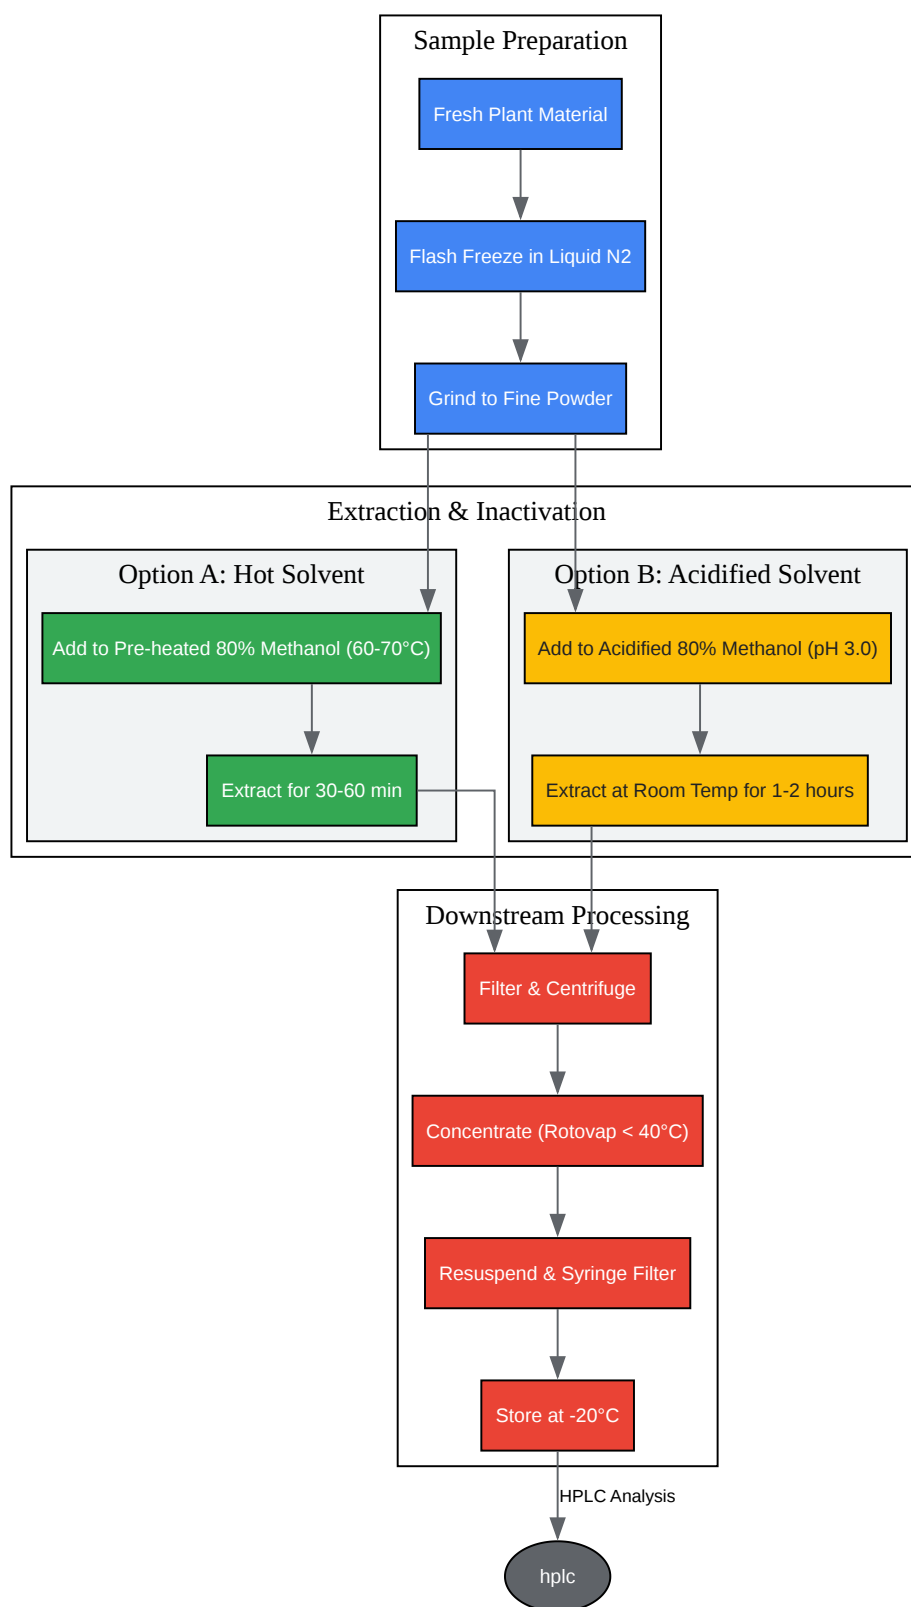 Sample Preparation
Fresh Plant Material
Flash Freeze in Liquid N2
Grind to Fine Powder
Extraction & Inactivation
Option A: Hot Solvent
Add to Pre-heated 80% Methanol (60-70°C)
Extract for 30-60 min
Option B: Acidified Solvent
Add to Acidified 80% Methanol (pH 3.0)
Extract at Room Temp for 1-2 hours
Downstream Processing
Filter & Centrifuge
Concentrate (Rotovap < 40°C)
Resuspend & Syringe Filter
Store at -20°C
HPLC Analysis
hplc